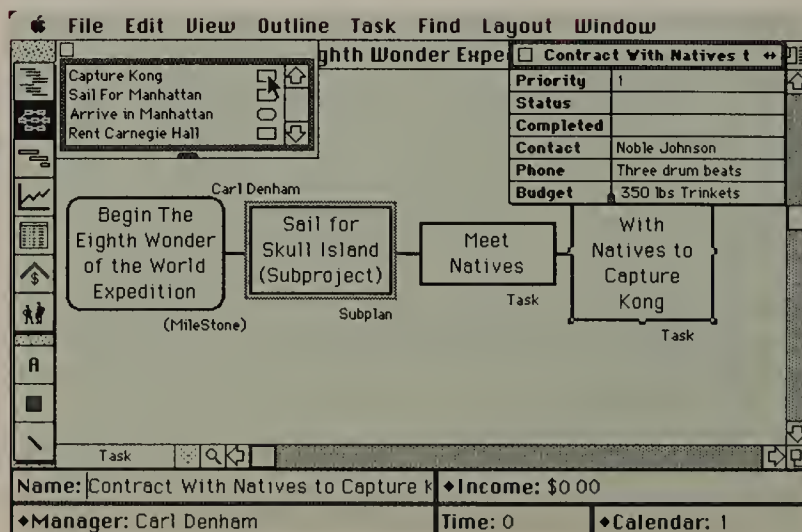 File Edit View Outline Task Find Layout Window
ghth Wonder Expe
Contract With Natives t
Capture Kong
Sail For Manhattan
Arrive in Manhattan
Rent Carnegie Hall
Priority 1
Status
Completed
Contact Noble Johnson
Phone Three drum beats
Budget 350 lbs Trinkets
Carl Denham
Begin The
Eighth Wonder
of the World
Expedition
(MileStone)
Sail for
Skull Island
(Subproject)
Subplan
Meet
Natives
Task
With
Natives to
Capture
Kong
Task
$
A
Task
Name: Contract With Natives to Capture K
♦Income: $0.00
♦Manager: Carl Denham
Time: 0
♦Calendar: 1